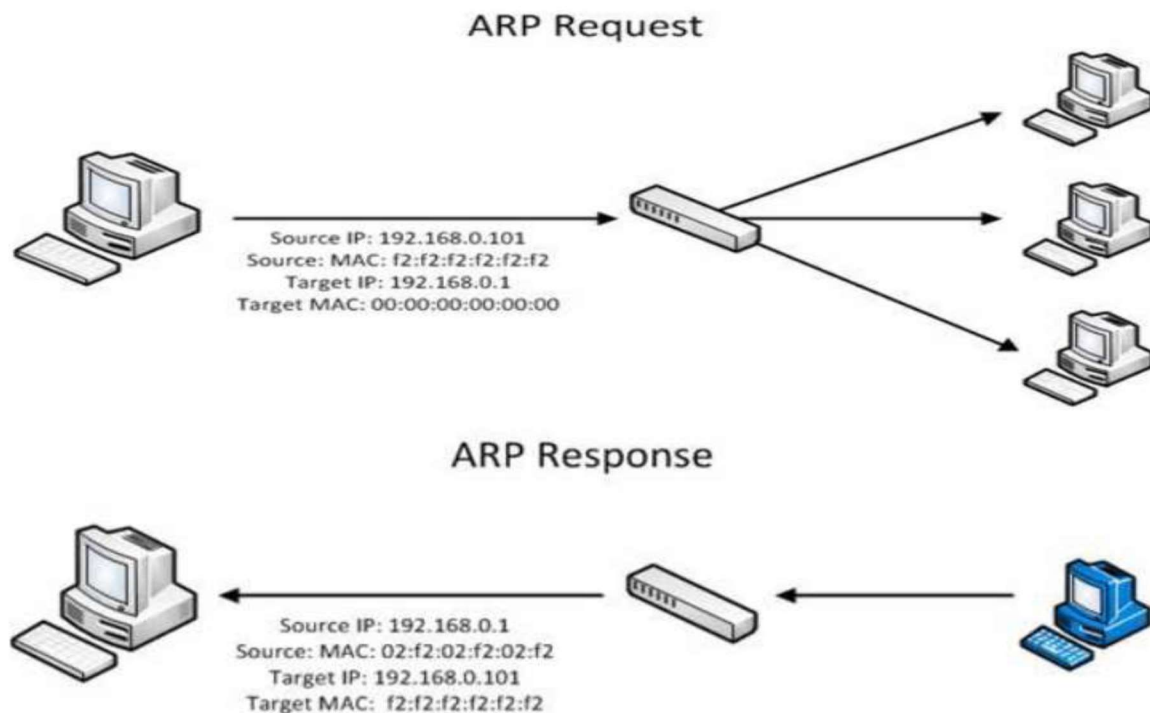 ARP Request
Source IP: 192.168.0.101
Source: MAC: f2:f2:f2:f2:f2:f2
Target IP: 192.168.0.1
Target MAC: 00:00:00:00:00:00
ARP Response
Source IP: 192.168.0.1
Source: MAC: 02:f2:02:f2:02:f2
Target IP: 192.168.0.101
Target MAC: f2:f2:f2:f2:f2:f2